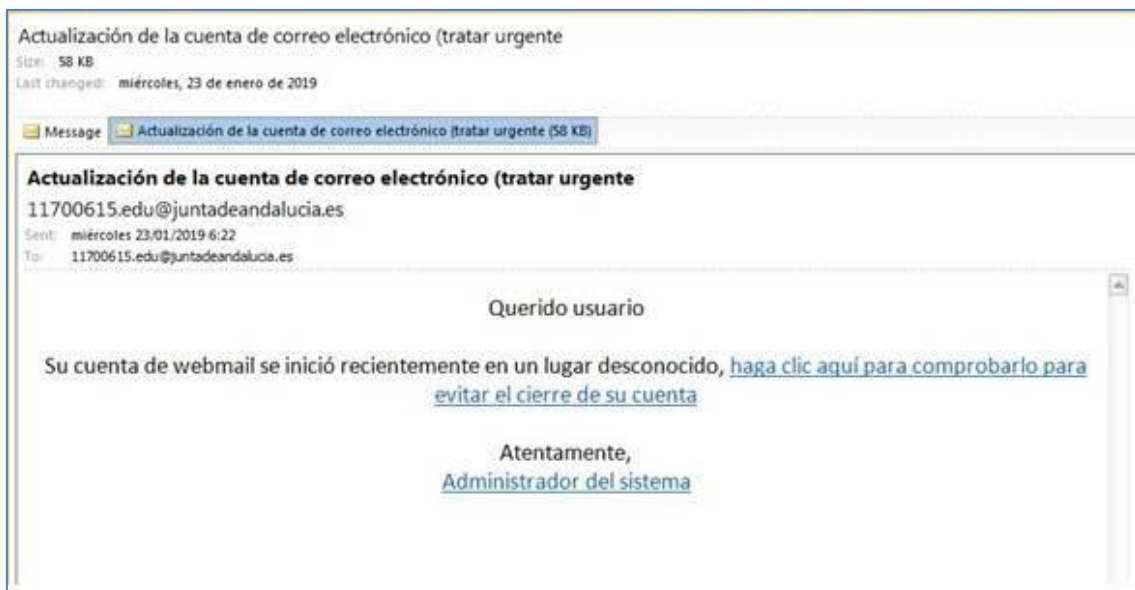 Actualización de la cuenta de correo electrónico (tratar urgente
Size: 58 KB
Last changed: miércoles, 23 de enero de 2019
Message Actualización de la cuenta de correo electrónico (tratar urgente (58 KB)
Actualización de la cuenta de correo electrónico (tratar urgente
11700615.edu@juntadeandalucia.es
Sent: miércoles 23/01/2019 6:22
To: 11700615.edu@juntadeandalucia.es
Querido usuario
Su cuenta de webmail se inició recientemente en un lugar desconocido, haga clic aquí para comprobarlo para
evitar el cierre de su cuenta
Atentamente,
Administrador del sistema